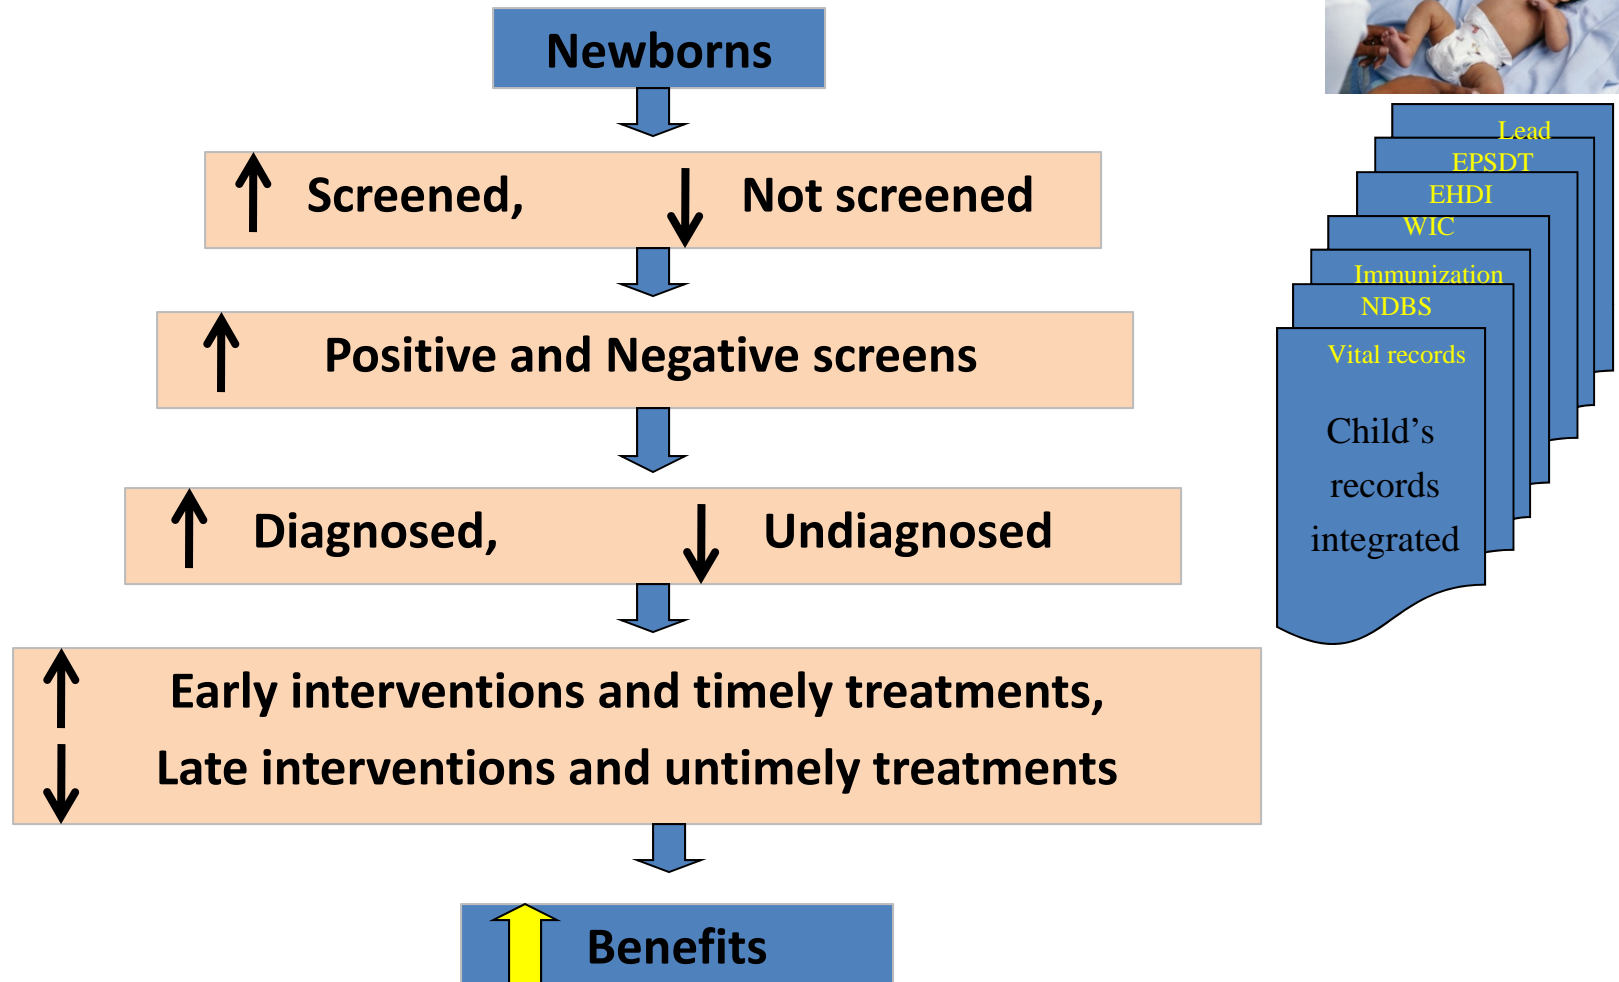 Newborns
Screened, Not screened
Positive and Negative screens
Diagnosed, Undiagnosed
Early interventions and timely treatments,
Late interventions and untimely treatments
Benefits
Lead
EPSDT
EHDI
WIC
Immunization
NDBS
Vital records
Child’s
records
integrated